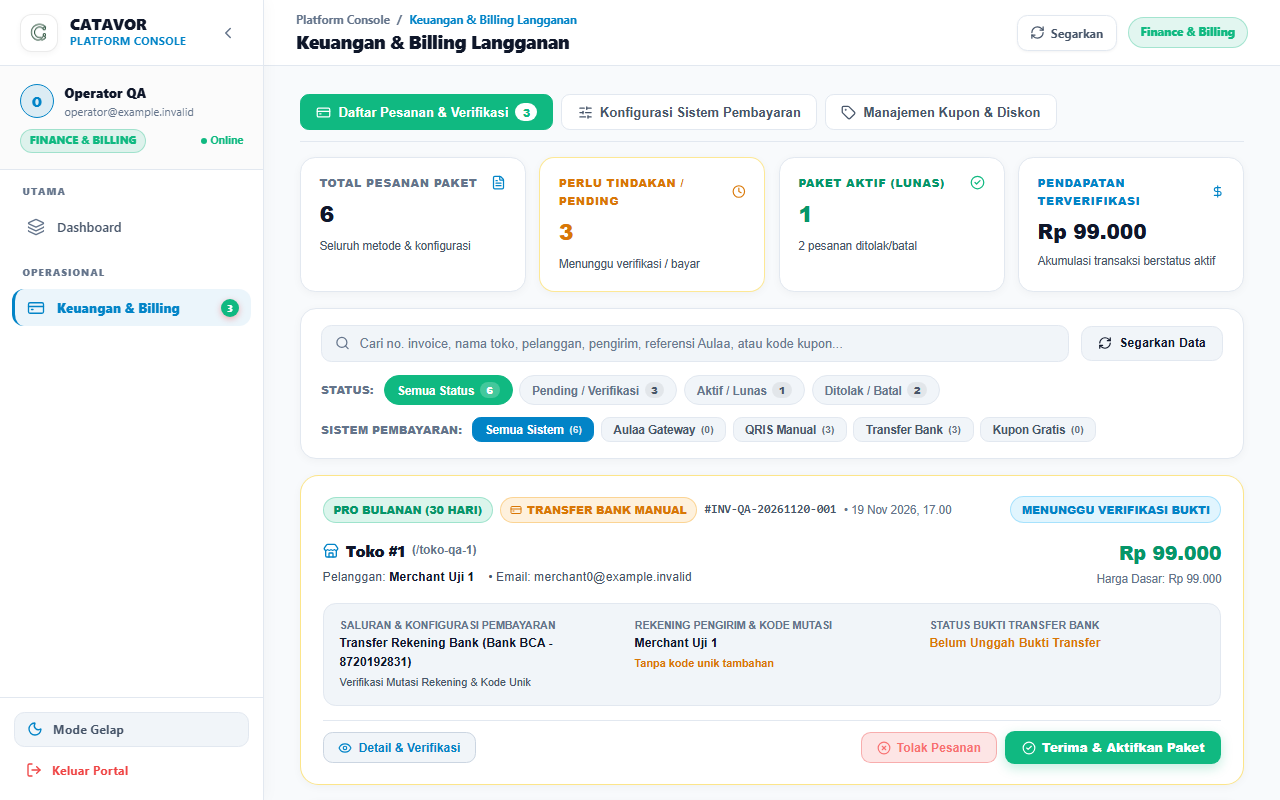 CATAVOR
PLATFORM CONSOLE
Platform Console / Keuangan & Billing Langganan
Keuangan & Billing Langganan
Segarkan
Finance & Billing
O
Operator QA
operator@example.invalid
FINANCE & BILLING
Online
UTAMA
Dashboard
OPERASIONAL
Keuangan & Billing 3
Mode Gelap
Keluar Portal
Daftar Pesanan & Verifikasi 3
Konfigurasi Sistem Pembayaran
Manajemen Kupon & Diskon
TOTAL PESANAN PAKET
6
Seluruh metode & konfigurasi
PERLU TINDAKAN /
PENDING
3
Menunggu verifikasi / bayar
PAKET AKTIF (LUNAS)
1
2 pesanan ditolak/batal
PENDAPATAN
TERVERIFIKASI
Rp 99.000
Akumulasi transaksi berstatus aktif
Cari no. invoice, nama toko, pelanggan, pengirim, referensi Aulaa, atau kode kupon...
Segarkan Data
STATUS: Semua Status 6 Pending / Verifikasi 3 Aktif / Lunas 1 Ditolak / Batal 2
SISTEM PEMBAYARAN: Semua Sistem (6) Aulaa Gateway (0) QRIS Manual (3) Transfer Bank (3) Kupon Gratis (0)
PRO BULANAN (30 HARI) TRANSFER BANK MANUAL #INV-QA-20261120-001 • 19 Nov 2026, 17.00 MENUNGGU VERIFIKASI BUKTI
Toko #1 (/toko-qa-1)
Rp 99.000
Pelanggan: Merchant Uji 1 • Email: merchant0@example.invalid
Harga Dasar: Rp 99.000
SALURAN & KONFIGURASI PEMBAYARAN
Transfer Rekening Bank (Bank BCA -
8720192831)
Verifikasi Mutasi Rekening & Kode Unik
REKENING PENGIRIM & KODE MUTASI
Merchant Uji 1
Tanpa kode unik tambahan
STATUS BUKTI TRANSFER BANK
Belum Unggah Bukti Transfer
Detail & Verifikasi
Tolak Pesanan
Terima & Aktifkan Paket